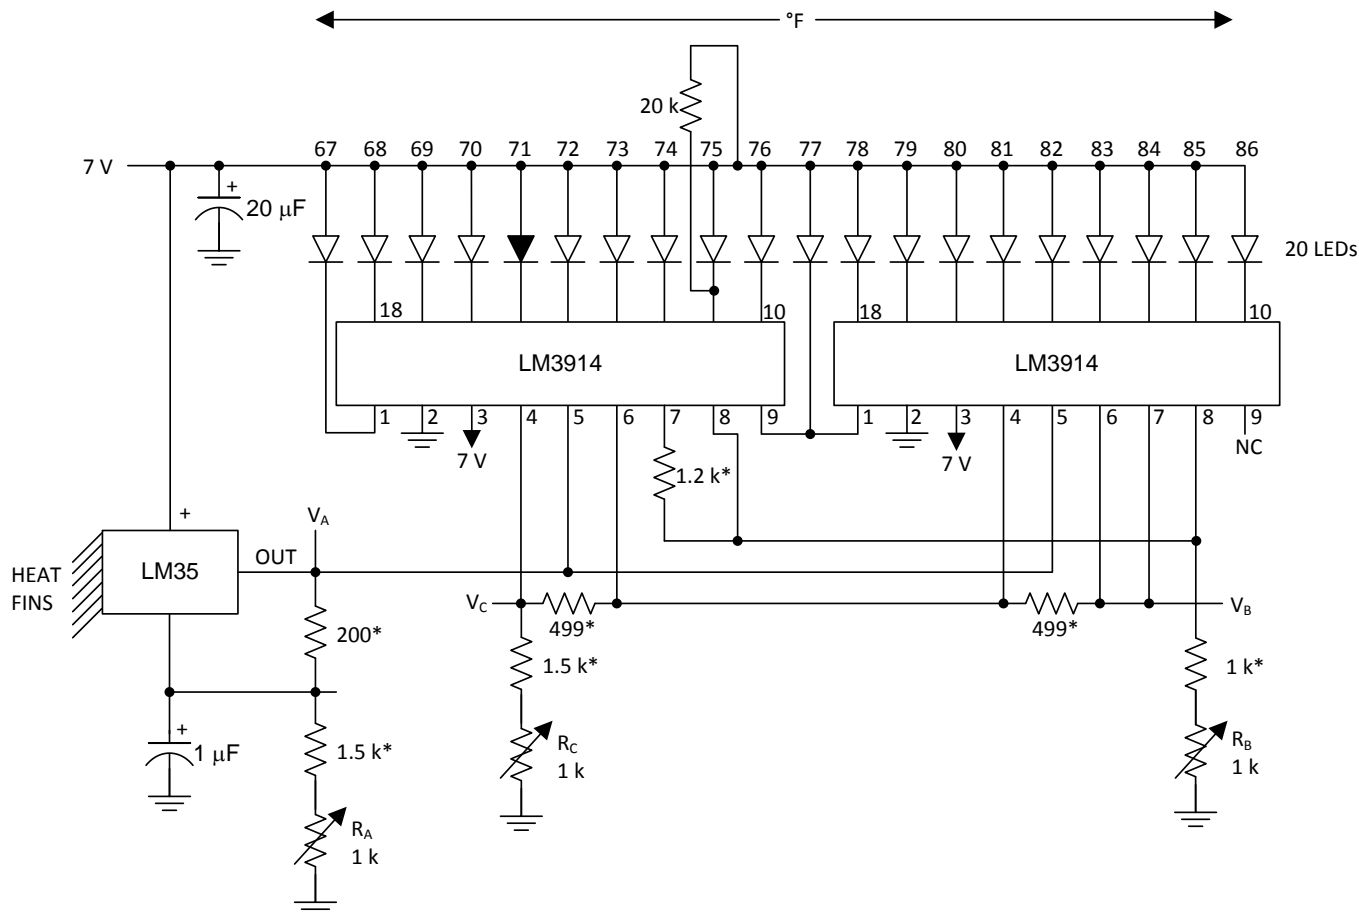 °F
20 k
7 V
67 68 69 70 71 72 73 74 75 76 77 78 79 80 81 82 83 84 85 86
+
20 μF
20 LEDs
18 10 18 10
LM3914 LM3914
1 2 3 4 5 6 7 8 9 1 2 3 4 5 6 7 8 9
7 V 7 V NC
1.2 k*
+
VA
OUT
LM35
HEAT
FINS
VC VB
499* 499*
200*
1.5 k* 1 k*
+
1 μF
1.5 k*
RC
1 k
RB
1 k
RA
1 k